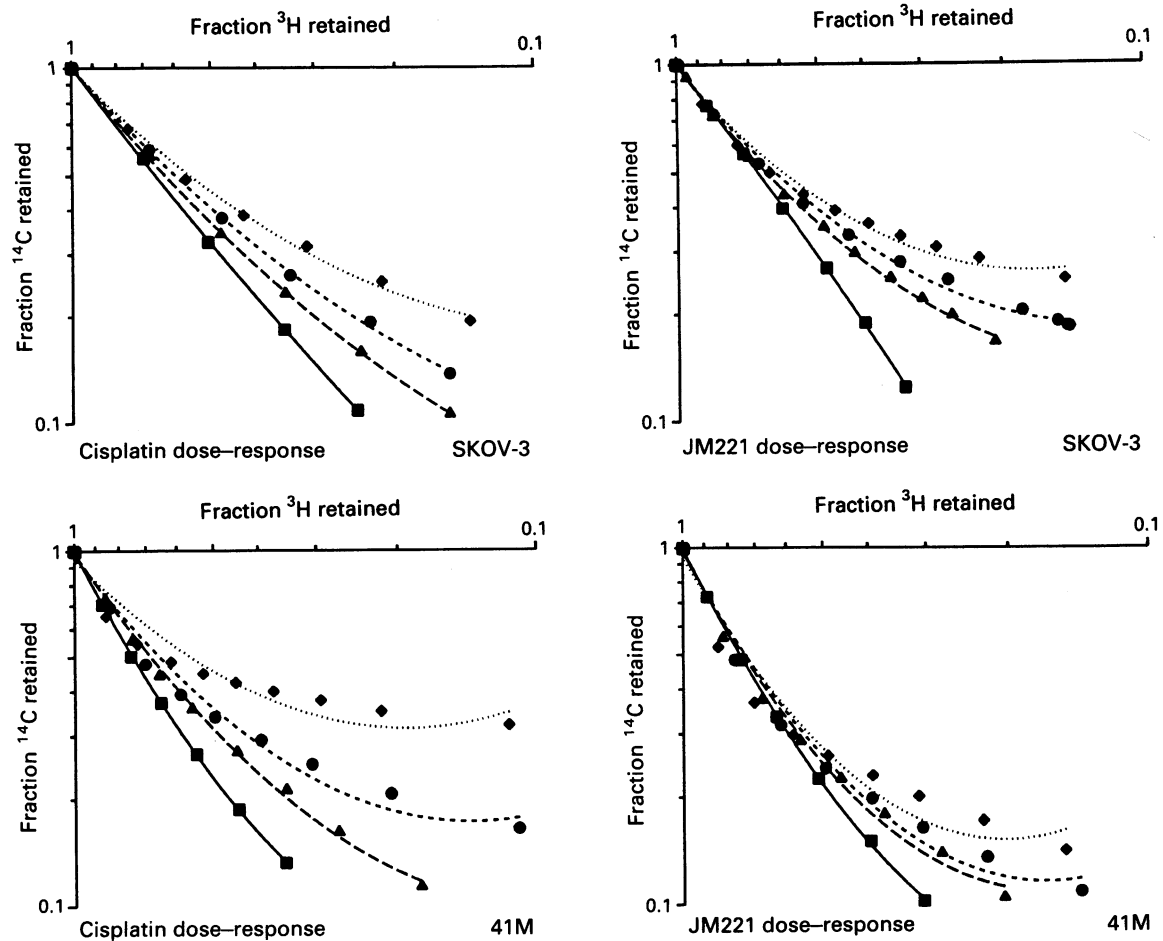 Fraction ³H retained
1
0.1
1
Fraction ¹⁴C retained
0.1
Cisplatin dose–response SKOV-3
Fraction ³H retained
1
0.1
1
Fraction ¹⁴C retained
0.1
JM221 dose–response SKOV-3
Fraction ³H retained
1
0.1
1
Fraction ¹⁴C retained
0.1
Cisplatin dose–response 41M
Fraction ³H retained
1
0.1
1
Fraction ¹⁴C retained
0.1
JM221 dose–response 41M